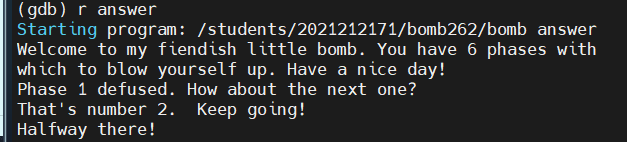 (gdb) r answer
Starting program: /students/2021212171/bomb262/bomb answer
Welcome to my fiendish little bomb. You have 6 phases with
which to blow yourself up. Have a nice day!
Phase 1 defused. How about the next one?
That's number 2.  Keep going!
Halfway there!